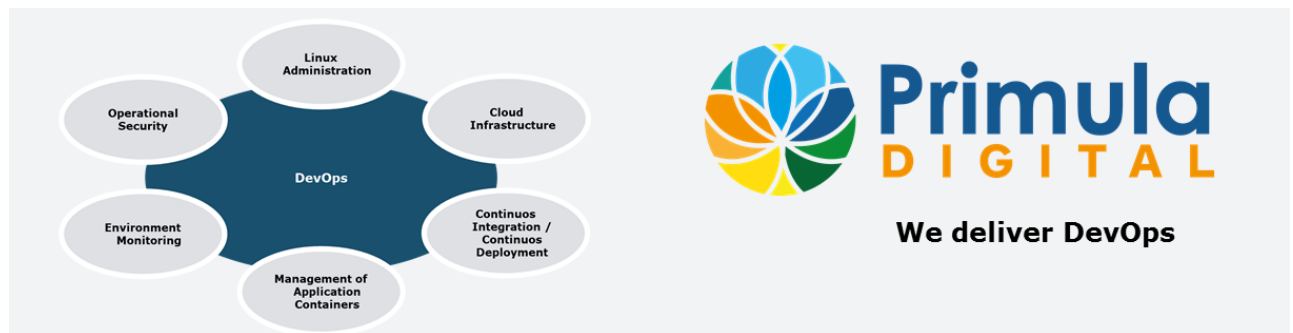 Linux
Administration
Operational
Security
Cloud
Infrastructure
DevOps
Environment
Monitoring
Continuos
Integration /
Continuos
Deployment
Management of
Application
Containers
Primula
DIGITAL
We deliver DevOps